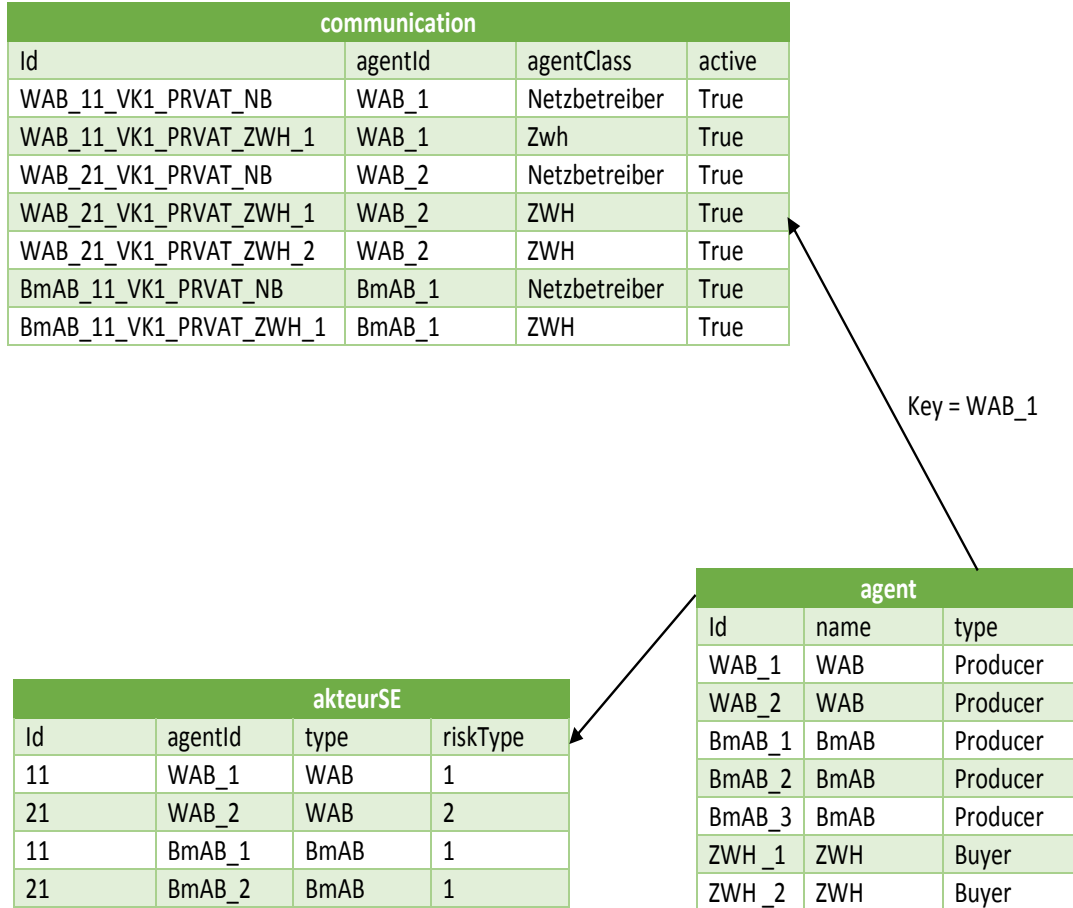 communication
Id agentId agentClass active
WAB_11_VK1_PRVAT_NB WAB_1 Netzbetreiber True
WAB_11_VK1_PRVAT_ZWH_1 WAB_1 Zwh True
WAB_21_VK1_PRVAT_NB WAB_2 Netzbetreiber True
WAB_21_VK1_PRVAT_ZWH_1 WAB_2 ZWH True
WAB_21_VK1_PRVAT_ZWH_2 WAB_2 ZWH True
BmAB_11_VK1_PRVAT_NB BmAB_1 Netzbetreiber True
BmAB_11_VK1_PRVAT_ZWH_1 BmAB_1 ZWH True
Key = WAB_1
agent
Id name type
WAB_1 WAB Producer
WAB_2 WAB Producer
BmAB_1 BmAB Producer
BmAB_2 BmAB Producer
BmAB_3 BmAB Producer
ZWH _1 ZWH Buyer
ZWH _2 ZWH Buyer
akteurSE
Id agentId type riskType
11 WAB_1 WAB 1
21 WAB_2 WAB 2
11 BmAB_1 BmAB 1
21 BmAB_2 BmAB 1